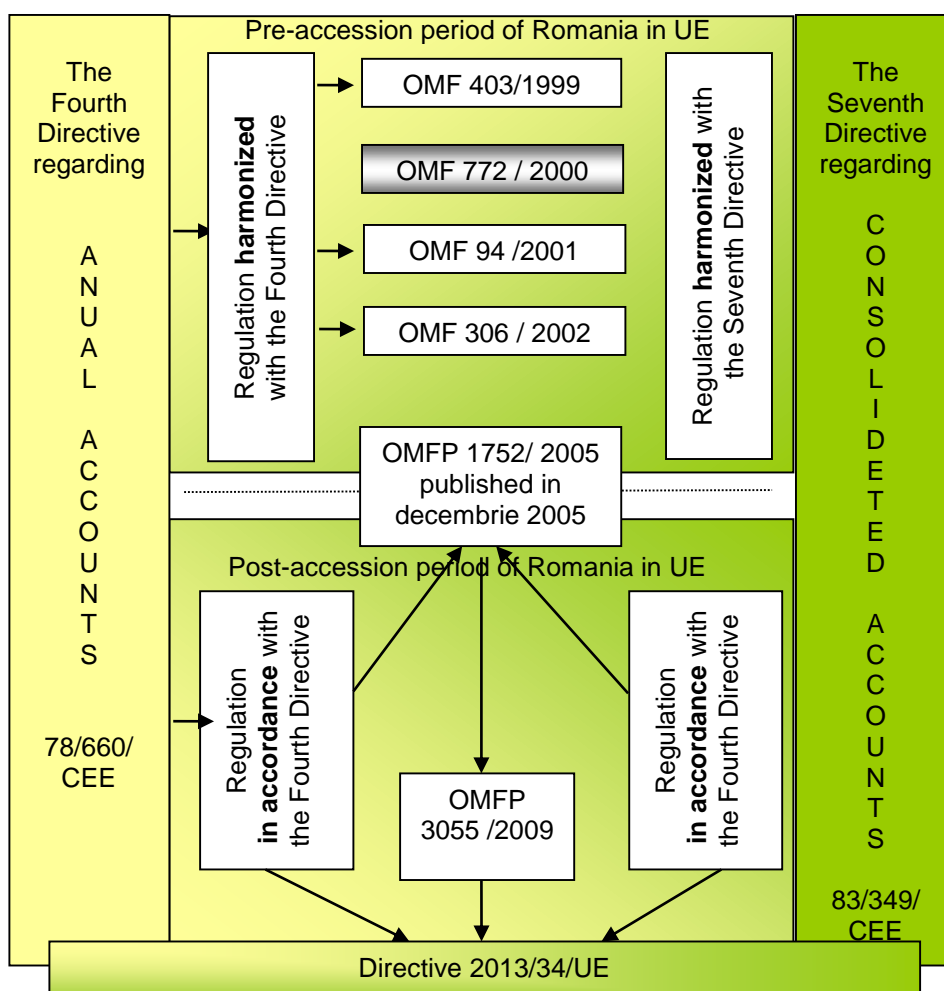 The
Fourth
Directive
regarding
A
N
U
A
L
A
C
C
O
U
N
T
S
78/660/
CEE
Pre-accession period of Romania in UE
Regulation harmonized
with the Fourth Directive
OMF 403/1999
OMF 772 / 2000
OMF 94 /2001
OMF 306 / 2002
Regulation harmonized with
the Seventh Directive
OMFP 1752/ 2005
published in
decembrie 2005
Post-accession period of Romania in UE
Regulation
in accordance with
the Fourth Directive
OMFP
3055 /2009
Regulation
in accordance with
the Fourth Directive
The
Seventh
Directive
regarding
C
O
N
S
O
L
I
D
E
T
E
D
A
C
C
O
U
N
T
S
83/349/
CEE
Directive 2013/34/UE